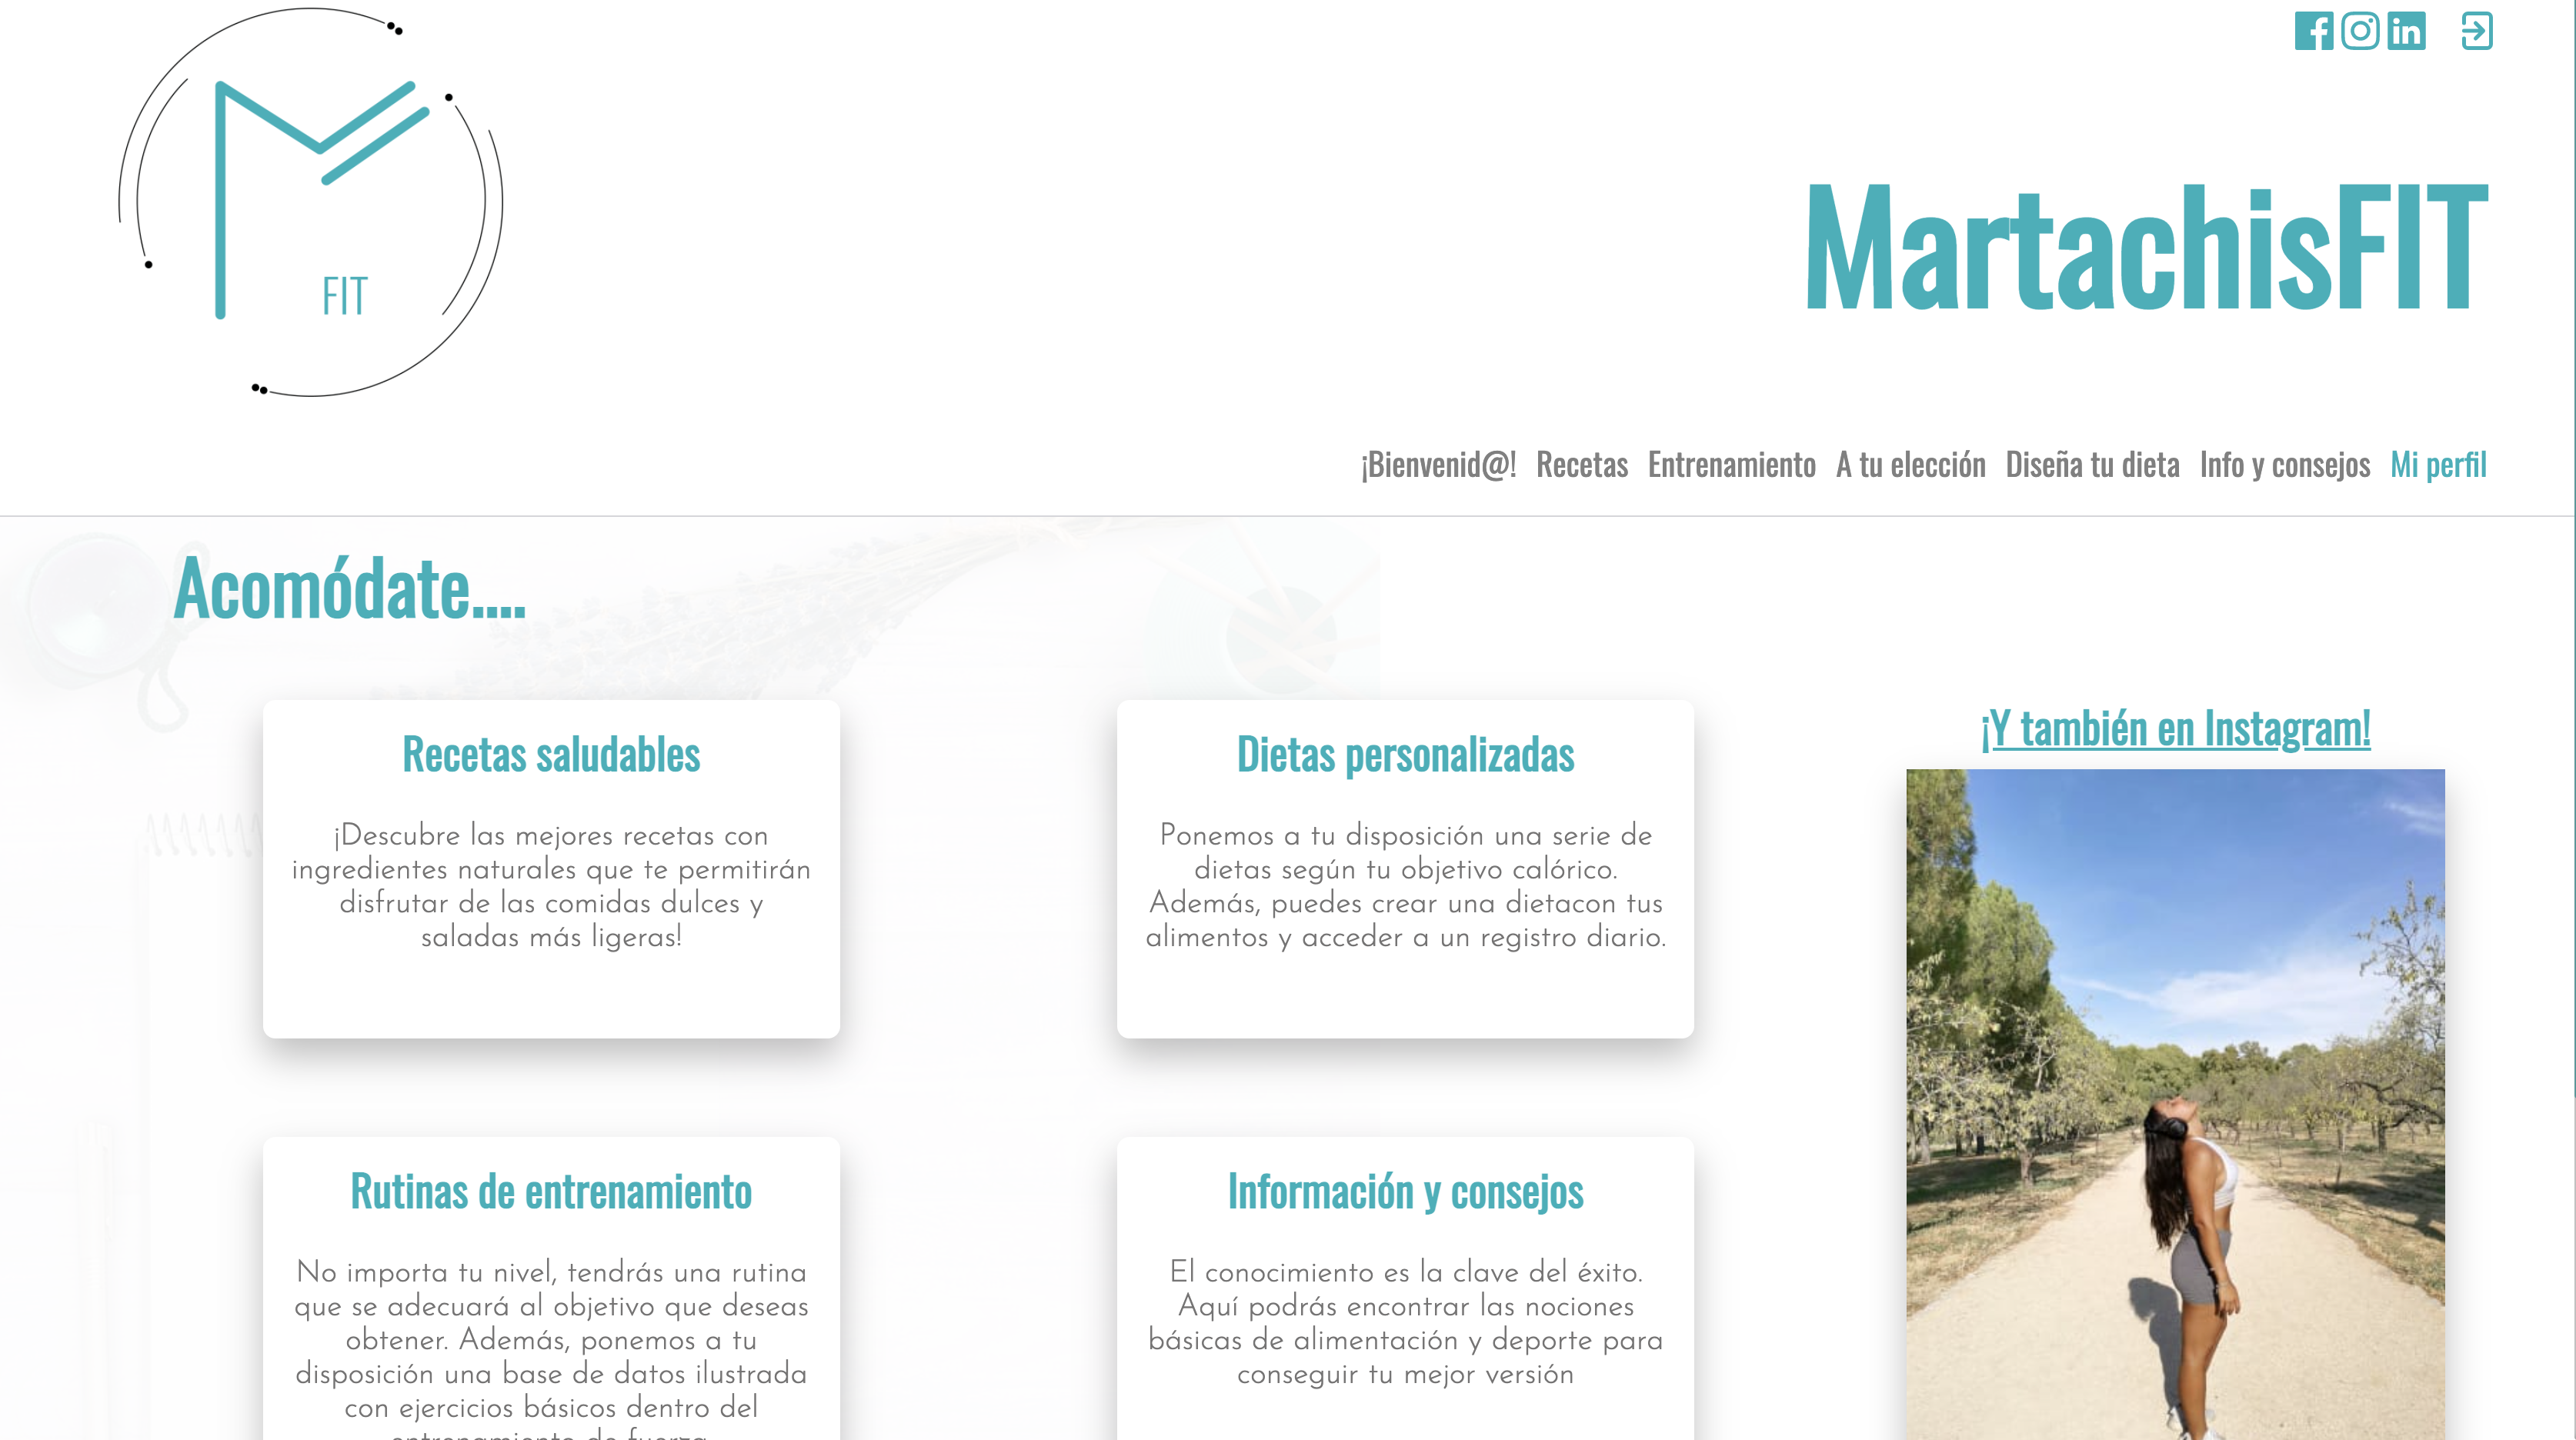 FIT
MartachisFIT
¡Bienvenid@! Recetas Entrenamiento A tu elección Diseña tu dieta Info y consejos Mi perfil
Acomódate....
Recetas saludables
¡Descubre las mejores recetas con
ingredientes naturales que te permitirán
disfrutar de las comidas dulces y
saladas más ligeras!
Dietas personalizadas
Ponemos a tu disposición una serie de
dietas según tu objetivo calórico.
Además, puedes crear una dietacon tus
alimentos y acceder a un registro diario.
¡Y también en Instagram!
Rutinas de entrenamiento
No importa tu nivel, tendrás una rutina
que se adecuará al objetivo que deseas
obtener. Además, ponemos a tu
disposición una base de datos ilustrada
con ejercicios básicos dentro del
entrenamiento de fuerza
Información y consejos
El conocimiento es la clave del éxito.
Aquí podrás encontrar las nociones
básicas de alimentación y deporte para
conseguir tu mejor versión